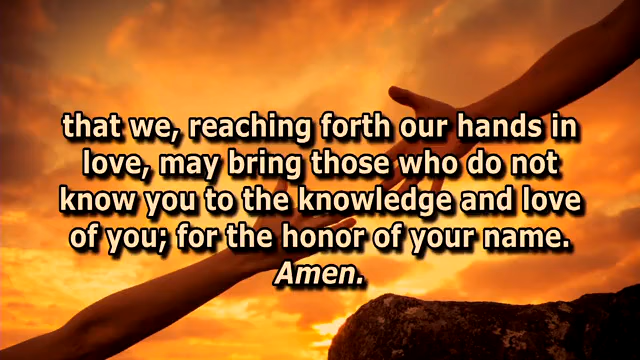 that we, reaching forth our hands in
love, may bring those who do not
know you to the knowledge and love
of you; for the honor of your name.
Amen.